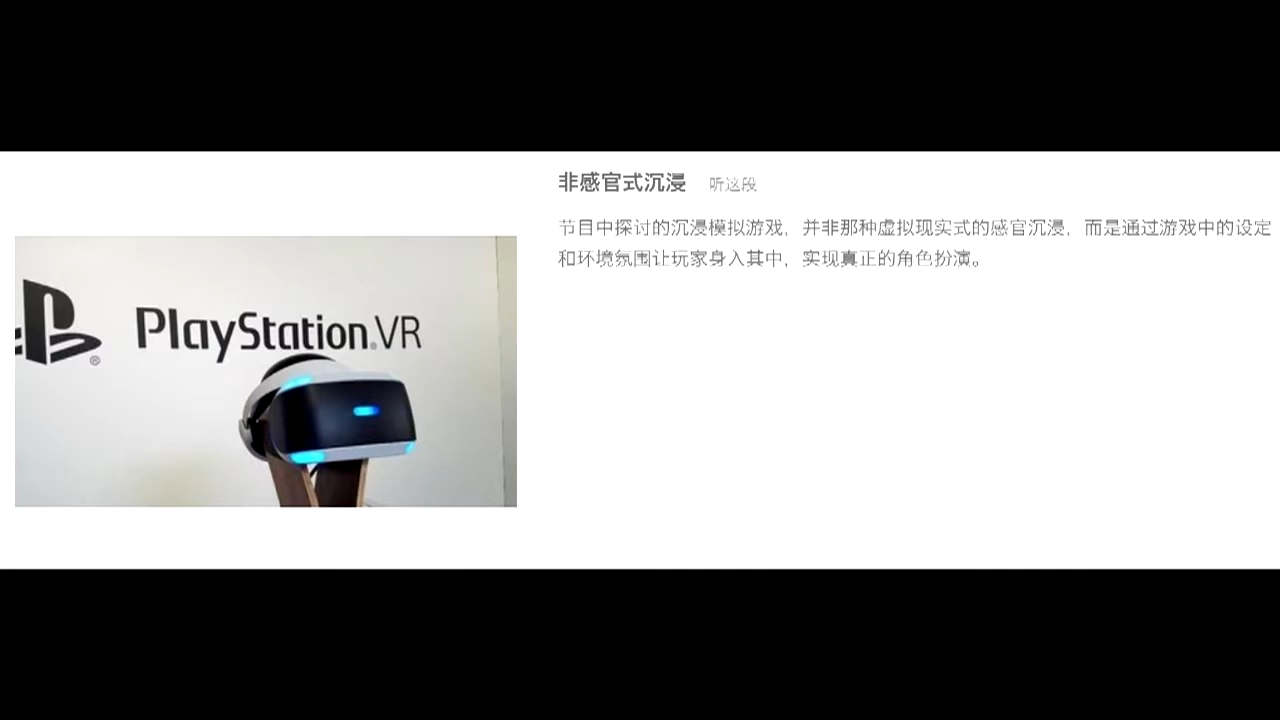 非感官式沉浸 听这段
节目中探讨的沉浸模拟游戏，并非那种虚拟现实式的感官沉浸，而是通过游戏中的设定
和环境氛围让玩家身入其中，实现真正的角色扮演。
PlayStation.VR